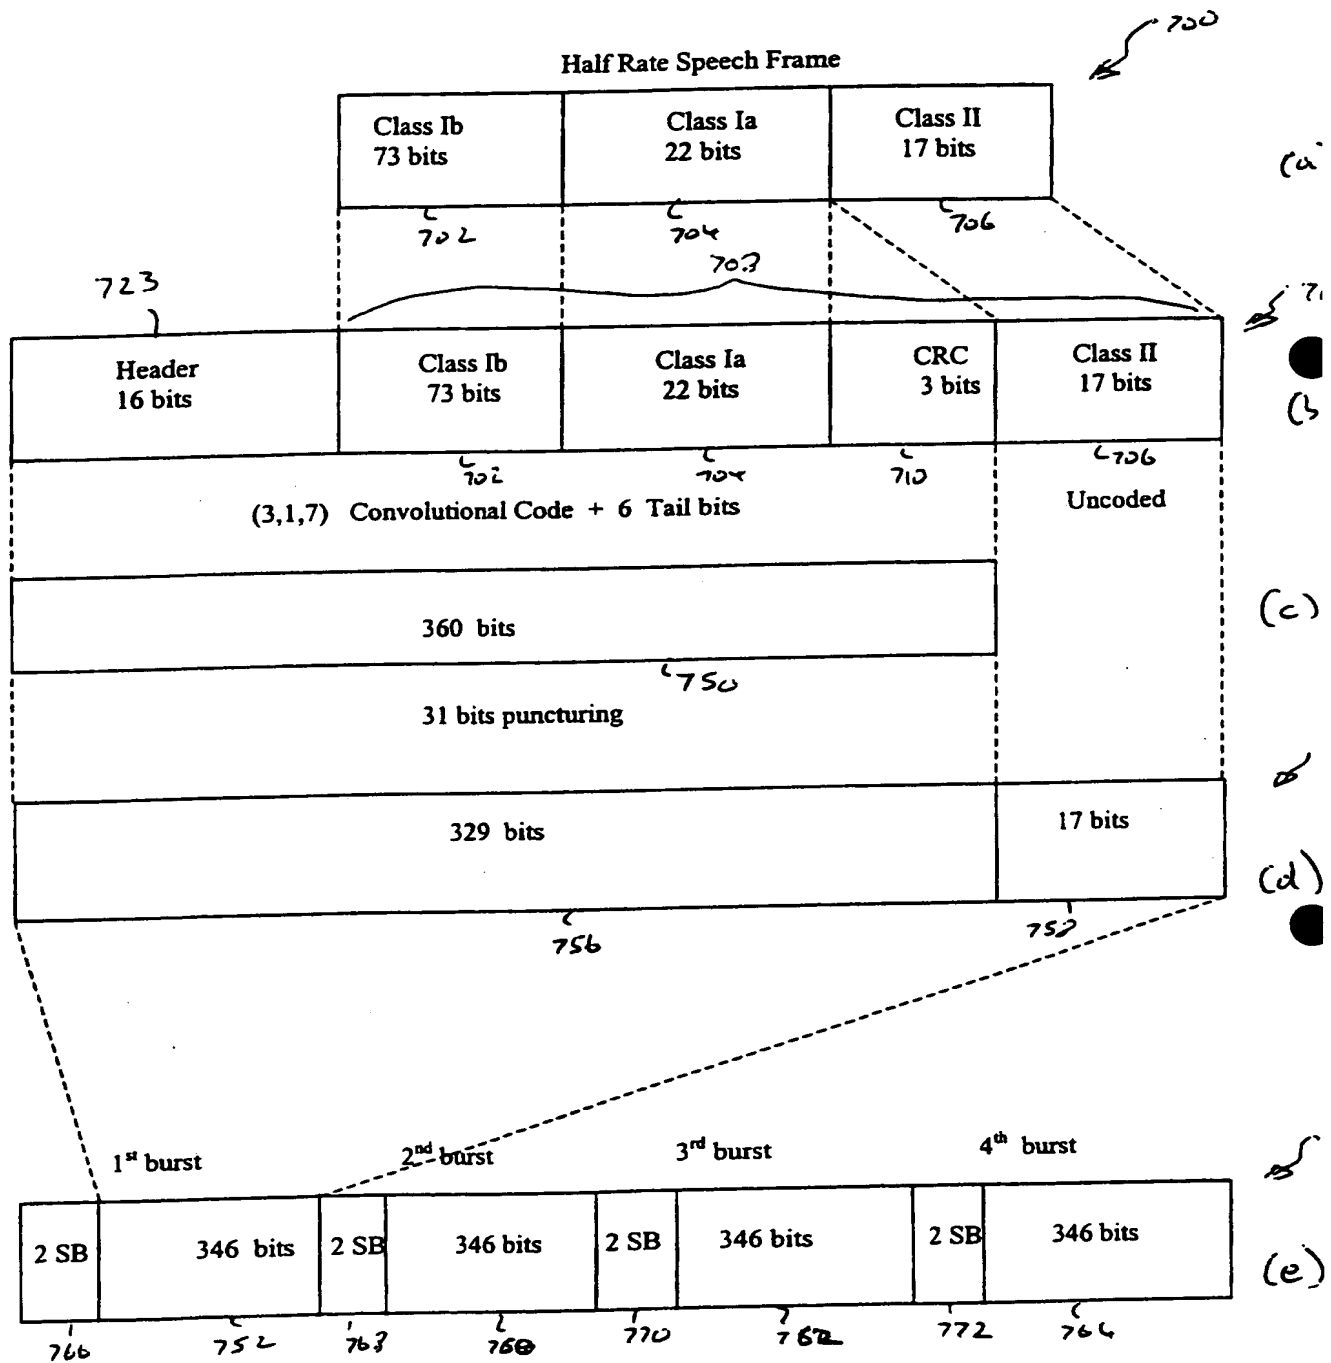 700
Half Rate Speech Frame
Class Ib
73 bits
Class Ia
22 bits
Class II
17 bits
(a
702
704
706
723
703
Header
16 bits
Class Ib
73 bits
Class Ia
22 bits
CRC
3 bits
Class II
17 bits
(b
702
704
710
706
(3,1,7) Convolutional Code + 6 Tail bits
Uncoded
360 bits
(c)
750
31 bits puncturing
329 bits
17 bits
(d)
756
1st burst
2nd burst
3rd burst
4th burst
2 SB
346 bits
2 SB
346 bits
2 SB
346 bits
2 SB
346 bits
(e)
766
752
770
772
764